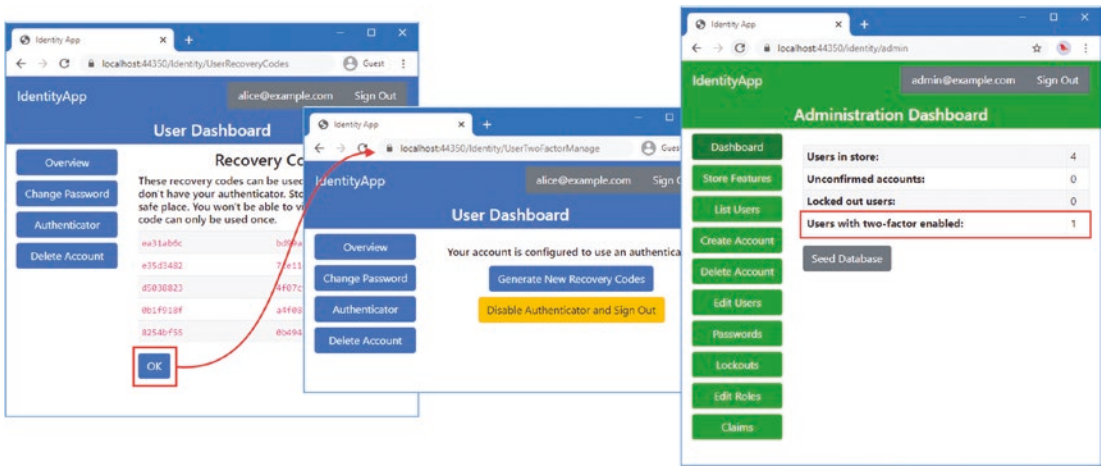 Identity App
localhost:44350/Identity/UserRecoveryCodes
Guest
IdentityApp
alice@example.com
Sign Out
User Dashboard
Overview
Change Password
Authenticator
Delete Account
Recovery Co
These recovery codes can be used
don't have your authenticator. Sto
safe place. You won't be able to vi
code can only be used once.
ea31ab6c
e35d3482
d5038823
0b1f918f
8254bf55
OK
Identity App
localhost:44350/Identity/UserTwoFactorManage
IdentityApp
alice@example.com
User Dashboard
Overview
Change Password
Authenticator
Delete Account
Your account is configured to use an authentica
Generate New Recovery Codes
Disable Authenticator and Sign Out
Identity App
localhost:44350/identity/admin
IdentityApp
admin@example.com
Sign Out
Administration Dashboard
Dashboard
Store Features
List Users
Create Account
Delete Account
Edit Users
Passwords
Lockouts
Edit Roles
Claims
Users in store: 4
Unconfirmed accounts: 0
Locked out users: 0
Users with two-factor enabled: 1
Seed Database